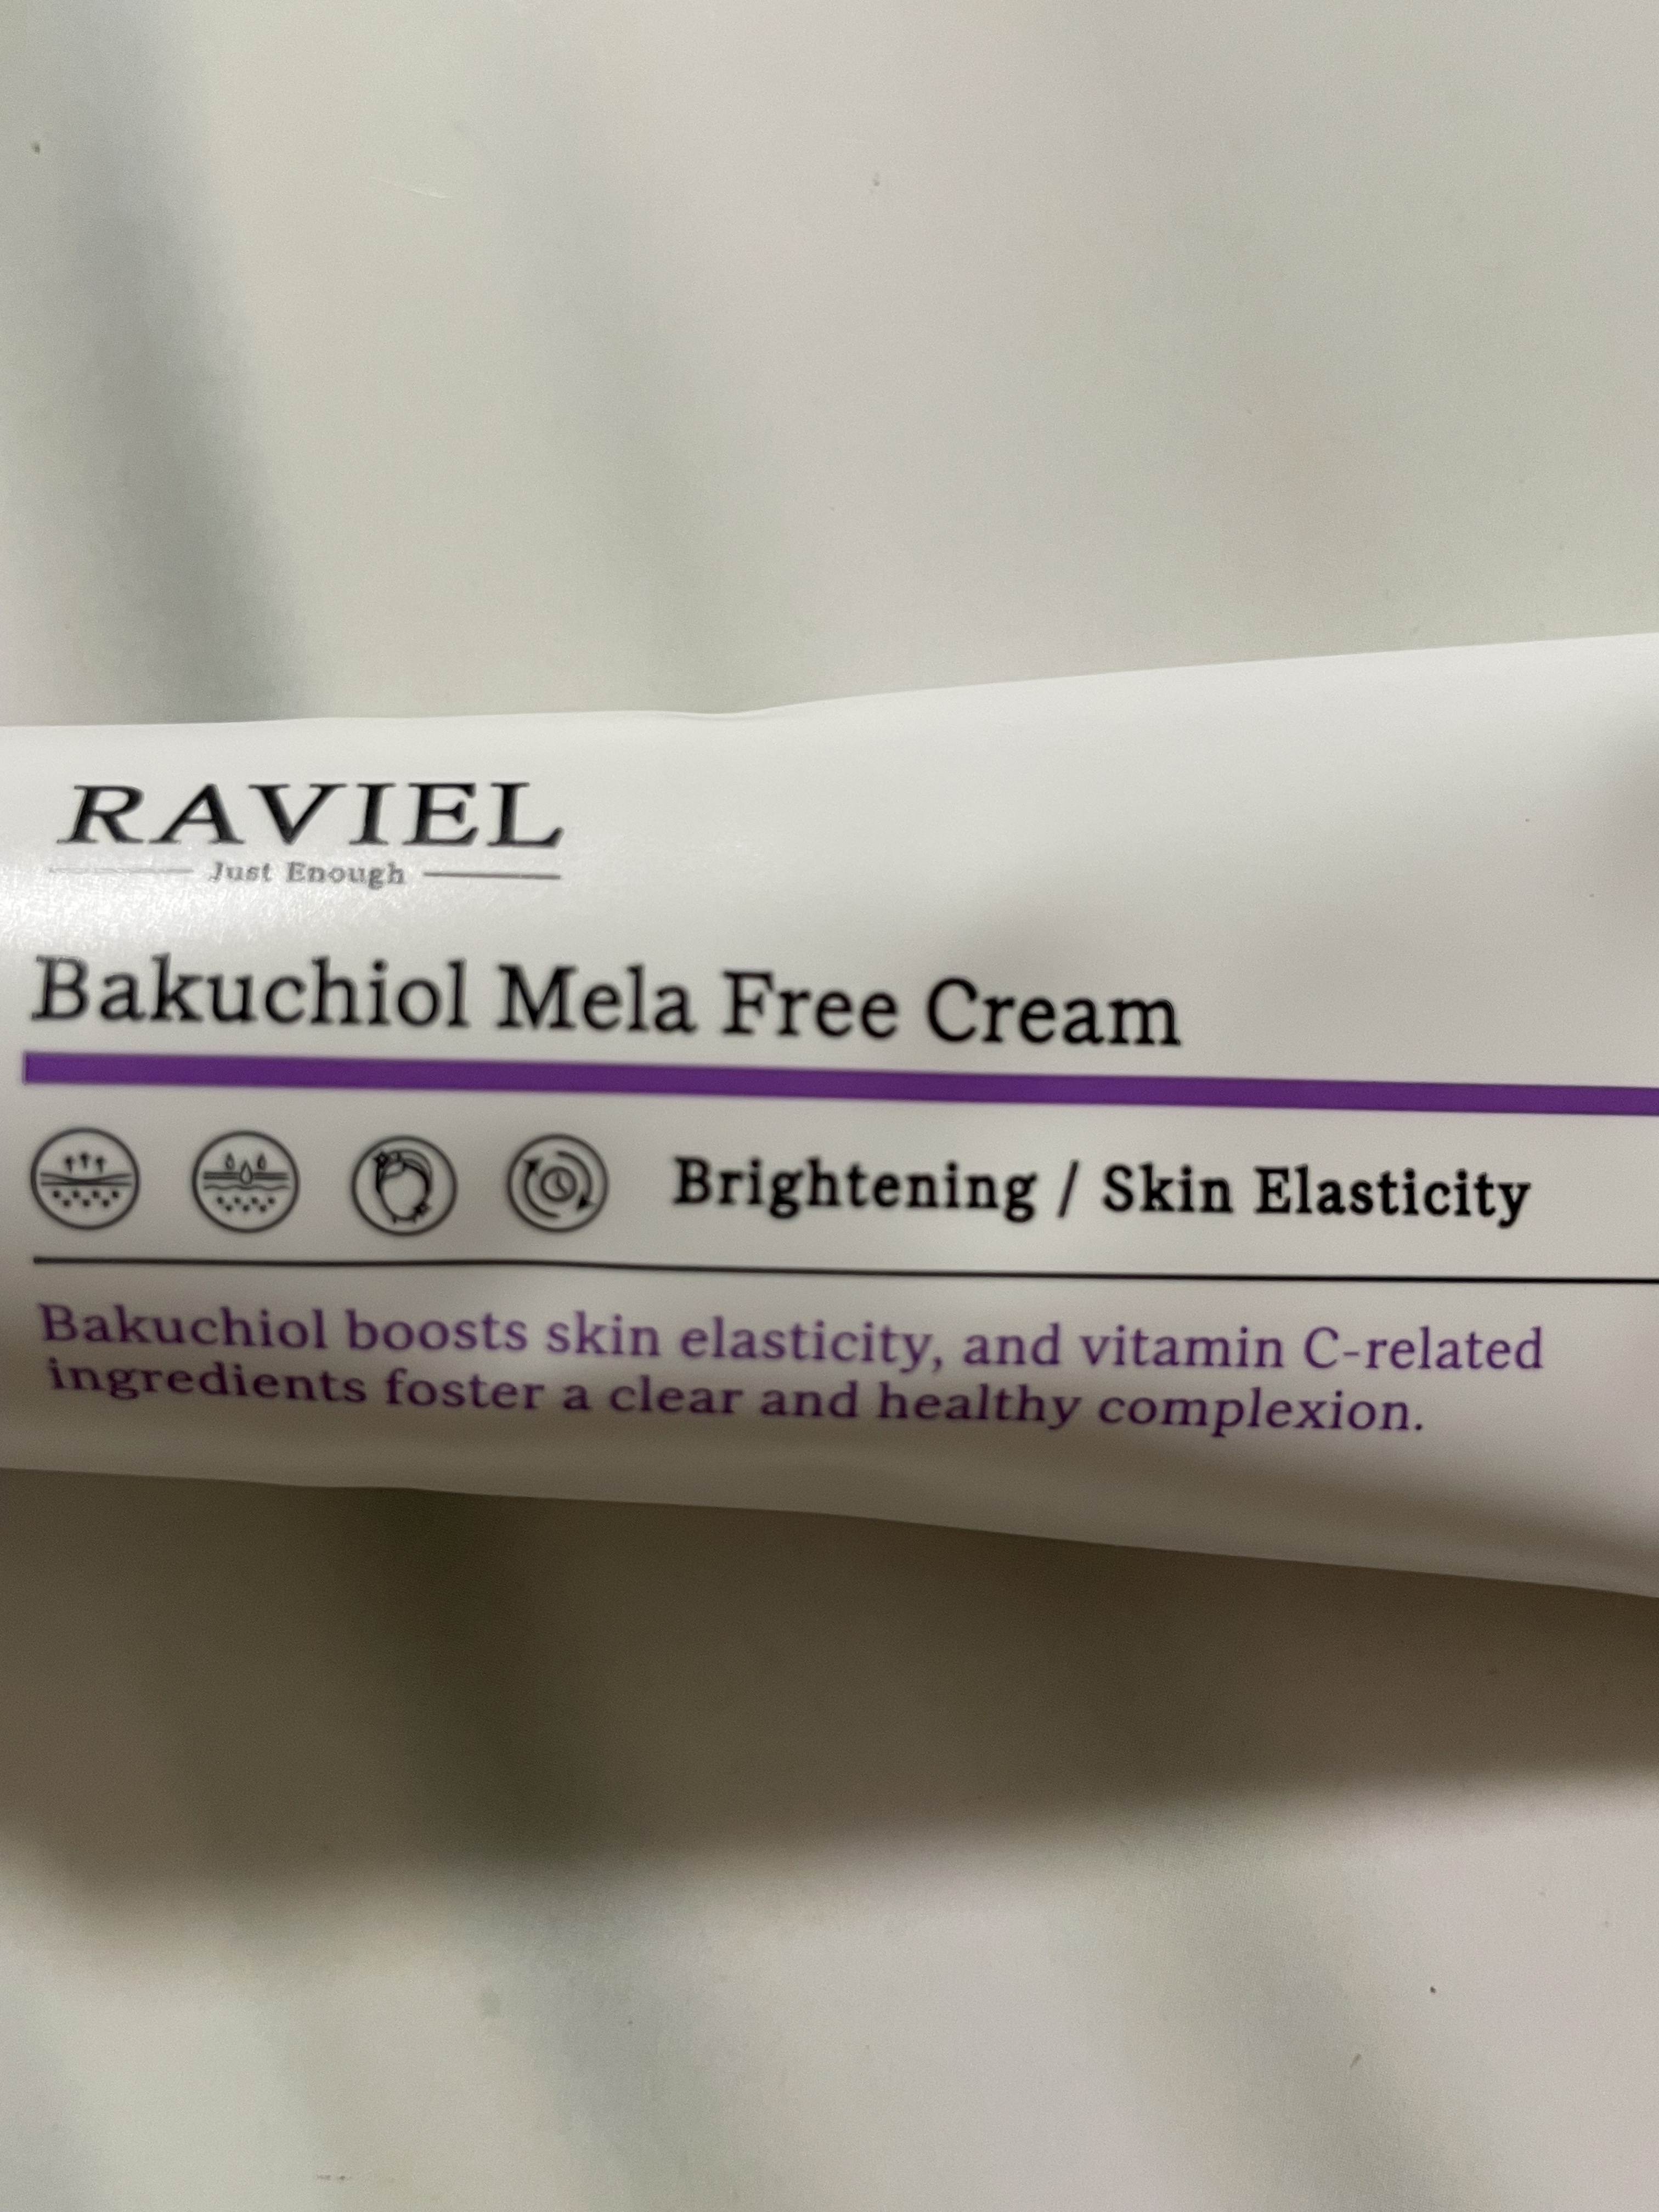 RAVIEL
Just Enough
Bakuchiol Mela Free Cream
Brightening / Skin Elasticity
Bakuchiol boosts skin elasticity, and vitamin C-related
ingredients foster a clear and healthy complexion.